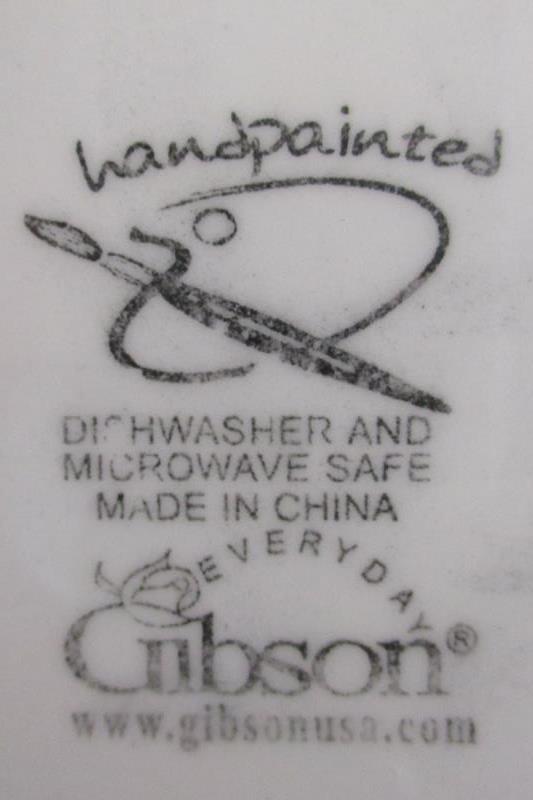 handpainted
DISHWASHER AND
MICROWAVE SAFE
MADE IN CHINA
EVERYDAY
Gibson®
www.gibsonusa.com